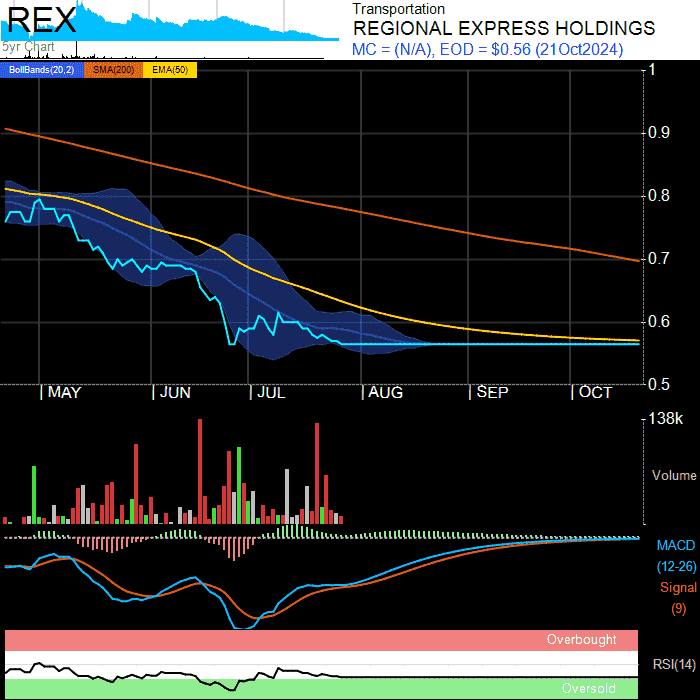 REX
5yr Chart
Transportation
REGIONAL EXPRESS HOLDINGS
MC = (N/A), EOD = $0.56 (21Oct2024)
BollBands(20,2) SMA(200) EMA(50)
1
0.9
0.8
0.7
0.6
0.5
MAY JUN JUL AUG SEP OCT
138k
Volume
MACD
(12-26)
Signal
(9)
Overbought
RSI(14)
Oversold